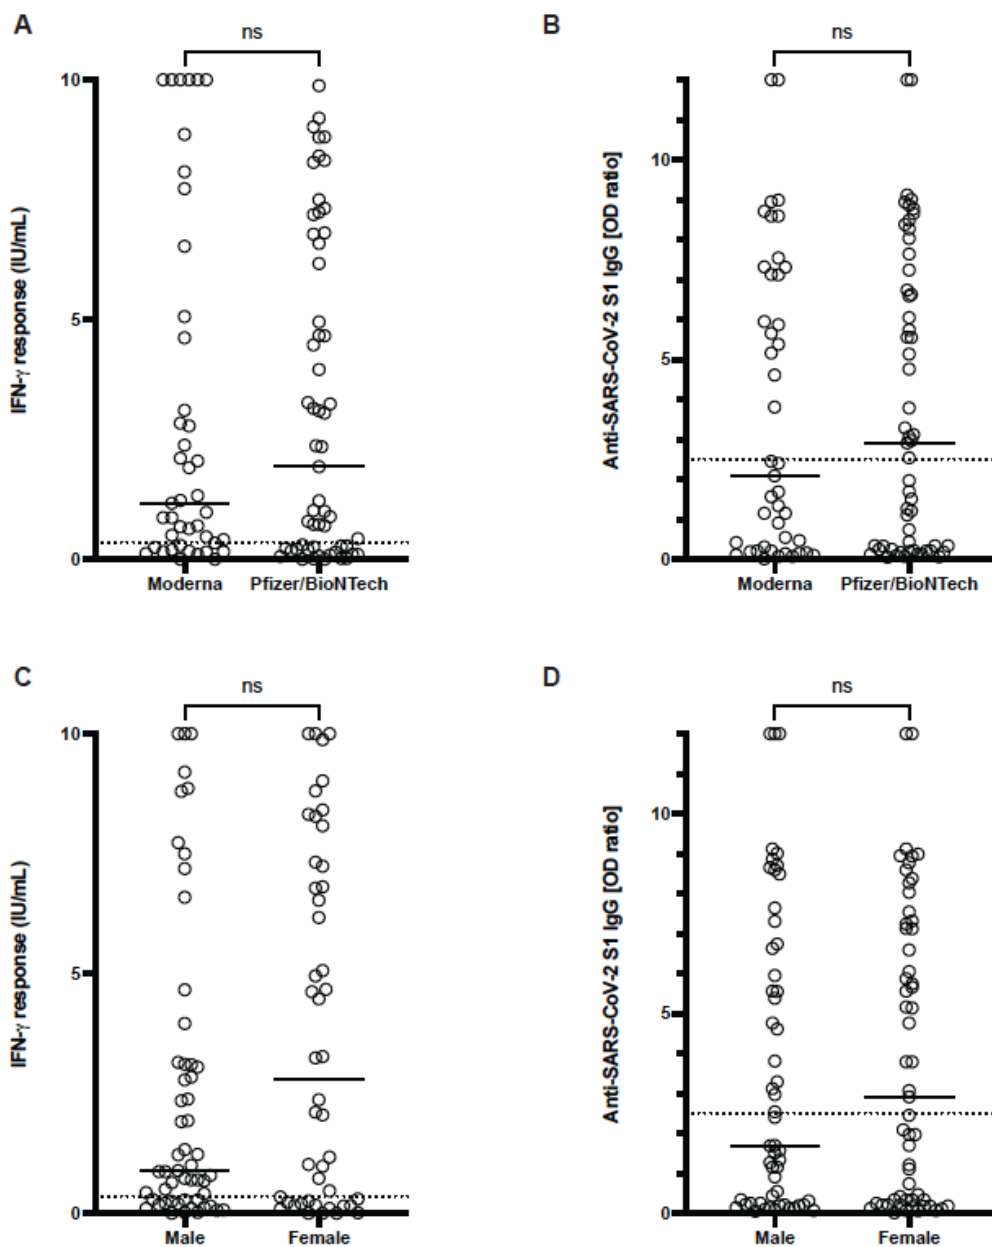 A
ns
IFN-γ response (IU/mL)
10
5
0
Moderna Pfizer/BioNTech
B
ns
Anti-SARS-CoV-2 S1 IgG [OD ratio]
10
5
0
Moderna Pfizer/BioNTech
C
ns
IFN-γ response (IU/mL)
10
5
0
Male Female
D
ns
Anti-SARS-CoV-2 S1 IgG [OD ratio]
10
5
0
Male Female